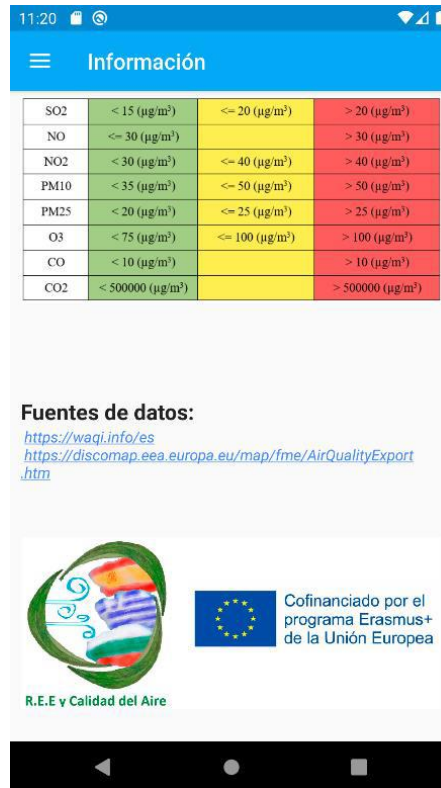 11:20
Información
SO2 < 15 (µg/m³) <= 20 (µg/m³) > 20 (µg/m³)
NO <= 30 (µg/m³) > 30 (µg/m³)
NO2 < 30 (µg/m³) <= 40 (µg/m³) > 40 (µg/m³)
PM10 < 35 (µg/m³) <= 50 (µg/m³) > 50 (µg/m³)
PM25 < 20 (µg/m³) <= 25 (µg/m³) > 25 (µg/m³)
O3 < 75 (µg/m³) <= 100 (µg/m³) > 100 (µg/m³)
CO < 10 (µg/m³) > 10 (µg/m³)
CO2 < 500000 (µg/m³) > 500000 (µg/m³)
Fuentes de datos:
https://waqi.info/es
https://discomap.eea.europa.eu/map/fme/AirQualityExport
.htm
Cofinanciado por el
programa Erasmus+
de la Unión Europea
R.E.E y Calidad del Aire